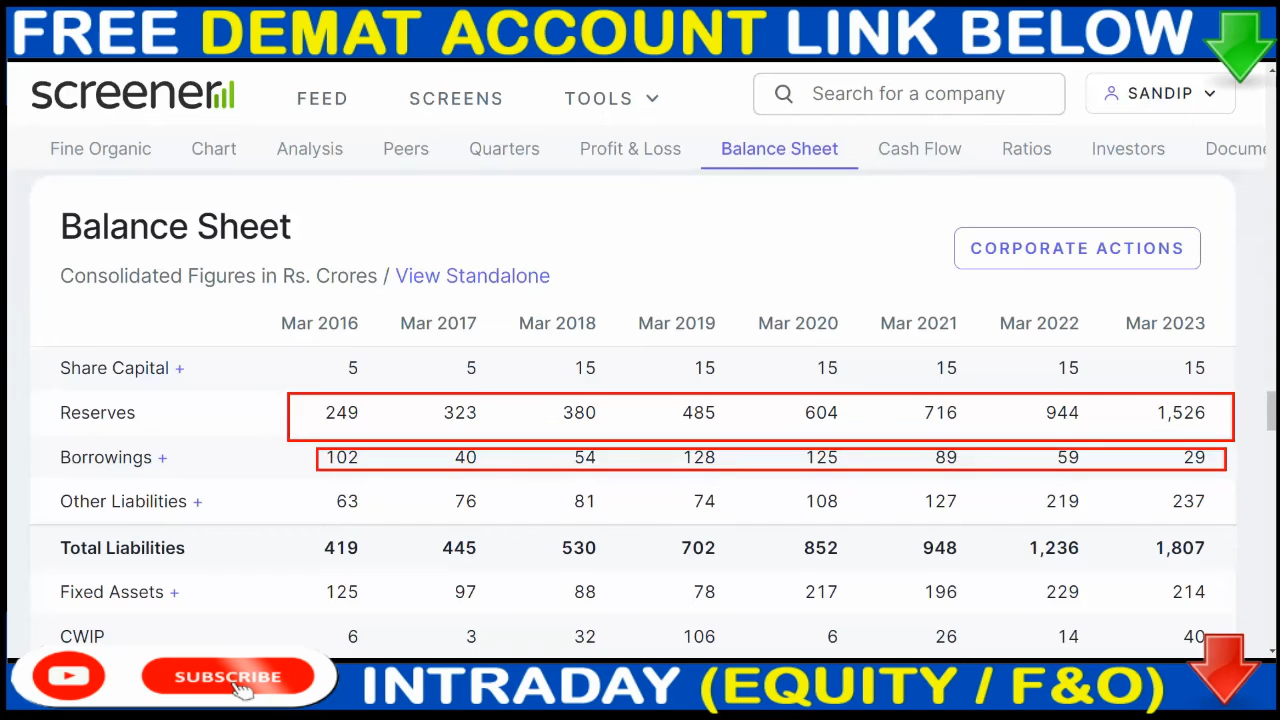 FREE DEMAT ACCOUNT LINK BELOW
screener FEED SCREENS TOOLS Search for a company SANDIP
Fine Organic Chart Analysis Peers Quarters Profit & Loss Balance Sheet Cash Flow Ratios Investors Docume
Balance Sheet
CORPORATE ACTIONS
Consolidated Figures in Rs. Crores / View Standalone
Mar 2016 Mar 2017 Mar 2018 Mar 2019 Mar 2020 Mar 2021 Mar 2022 Mar 2023
Share Capital + 5 5 15 15 15 15 15 15
Reserves 249 323 380 485 604 716 944 1,526
Borrowings + 102 40 54 128 125 89 59 29
Other Liabilities + 63 76 81 74 108 127 219 237
Total Liabilities 419 445 530 702 852 948 1,236 1,807
Fixed Assets + 125 97 88 78 217 196 229 214
CWIP 6 3 32 106 6 26 14 40
SUBSCRIBE
INTRADAY (EQUITY / F&O)